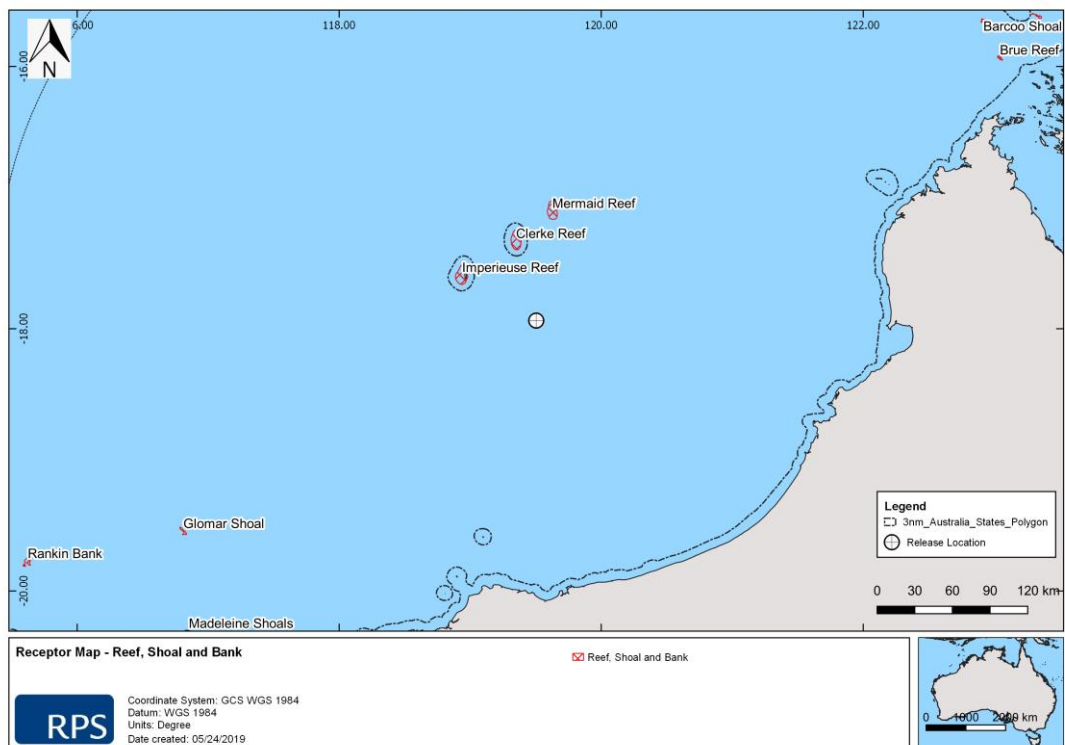 6.00
118.00
120.00
122.00
N
-16.00
-18.00
-20.00
Barcoo Shoal
Brue Reef
Mermaid Reef
Clerke Reef
Imperieuse Reef
Glomar Shoal
Rankin Bank
Madeleine Shoals
Legend
3nm_Australia_States_Polygon
Release Location
0 30 60 90 120 km
Receptor Map - Reef, Shoal and Bank
Reef, Shoal and Bank
RPS
Coordinate System: GCS WGS 1984
Datum: WGS 1984
Units: Degree
Date created: 05/24/2019
0 1000 2000 km